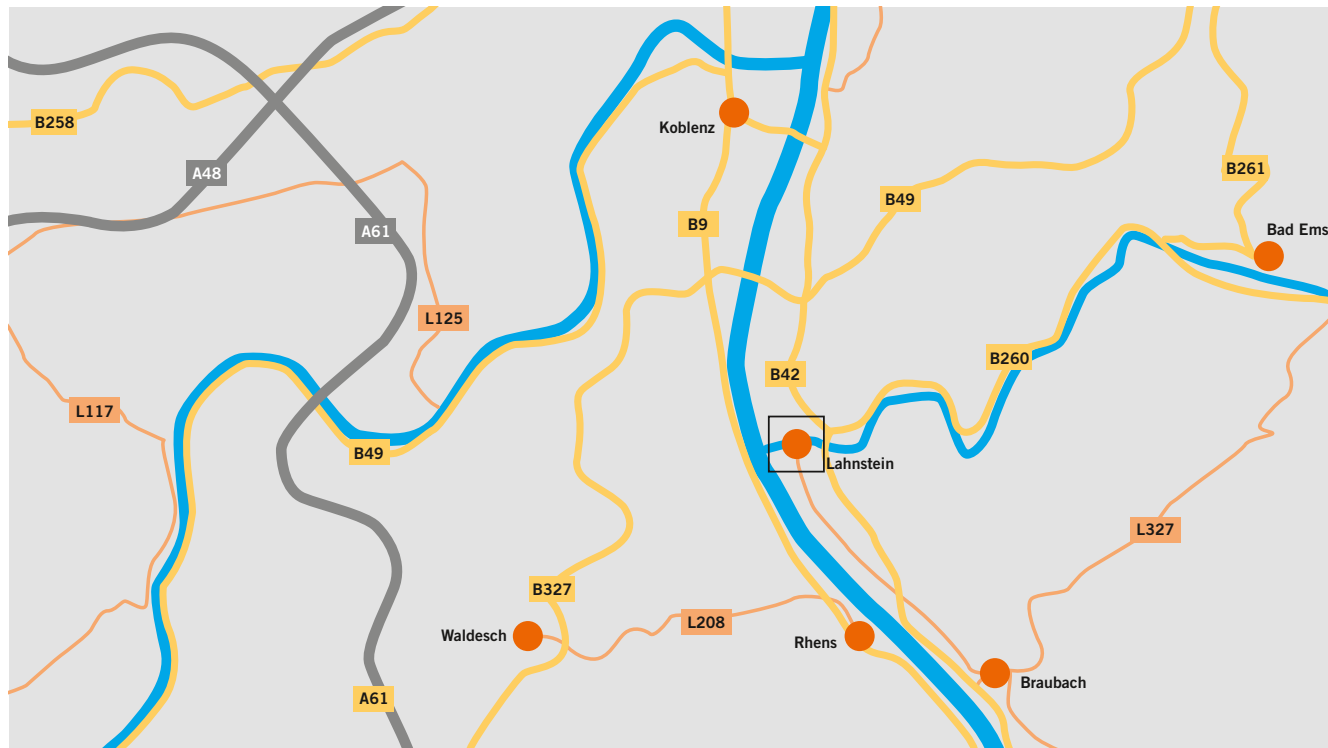 B258
Koblenz
A48
B261
B49
B9
A61
Bad Ems
L125
B260
B42
L117
B49
Lahnstein
L327
B327
L208
Waldesch
Rhens
Braubach
A61